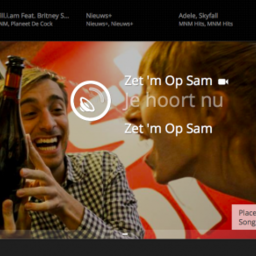 ill.i.am Feat. Britney S...
NM, Planeet De Cock
Nieuws+
Nieuws+, Nieuws+
Adele, Skyfall
MNM Hits, MNM Hits
Zet 'm Op Sam
Je hoort nu
Zet 'm Op Sam
Place
Song